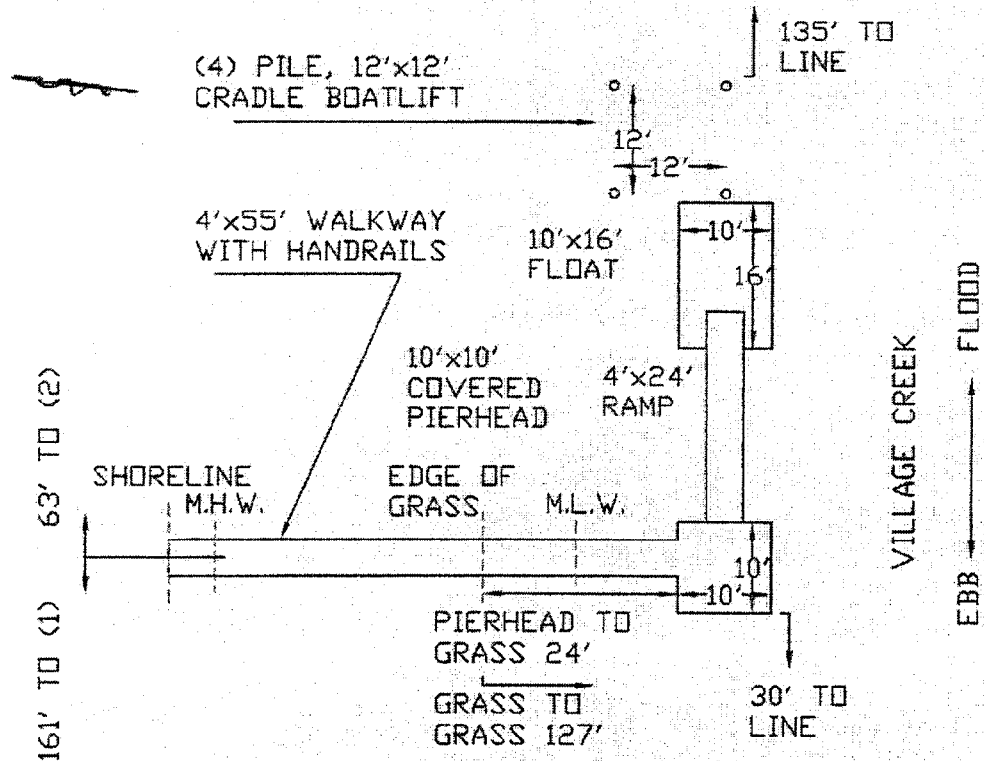 135' TO
LINE
(4) PILE, 12'x12'
CRADLE BOATLIFT
12'
12'
4'x55' WALKWAY
WITH HANDRAILS
10'x16'
FLOAT
10'
16'
10'x10'
COVERED
PIERHEAD
4'x24'
RAMP
VILLAGE CREEK
EBB
FLOOD
161' TO (1)
63' TO (2)
SHORELINE
M.H.W.
EDGE OF
GRASS
M.L.W.
10'
10'
PIERHEAD TO
GRASS 24'
GRASS TO
GRASS 127'
30' TO
LINE